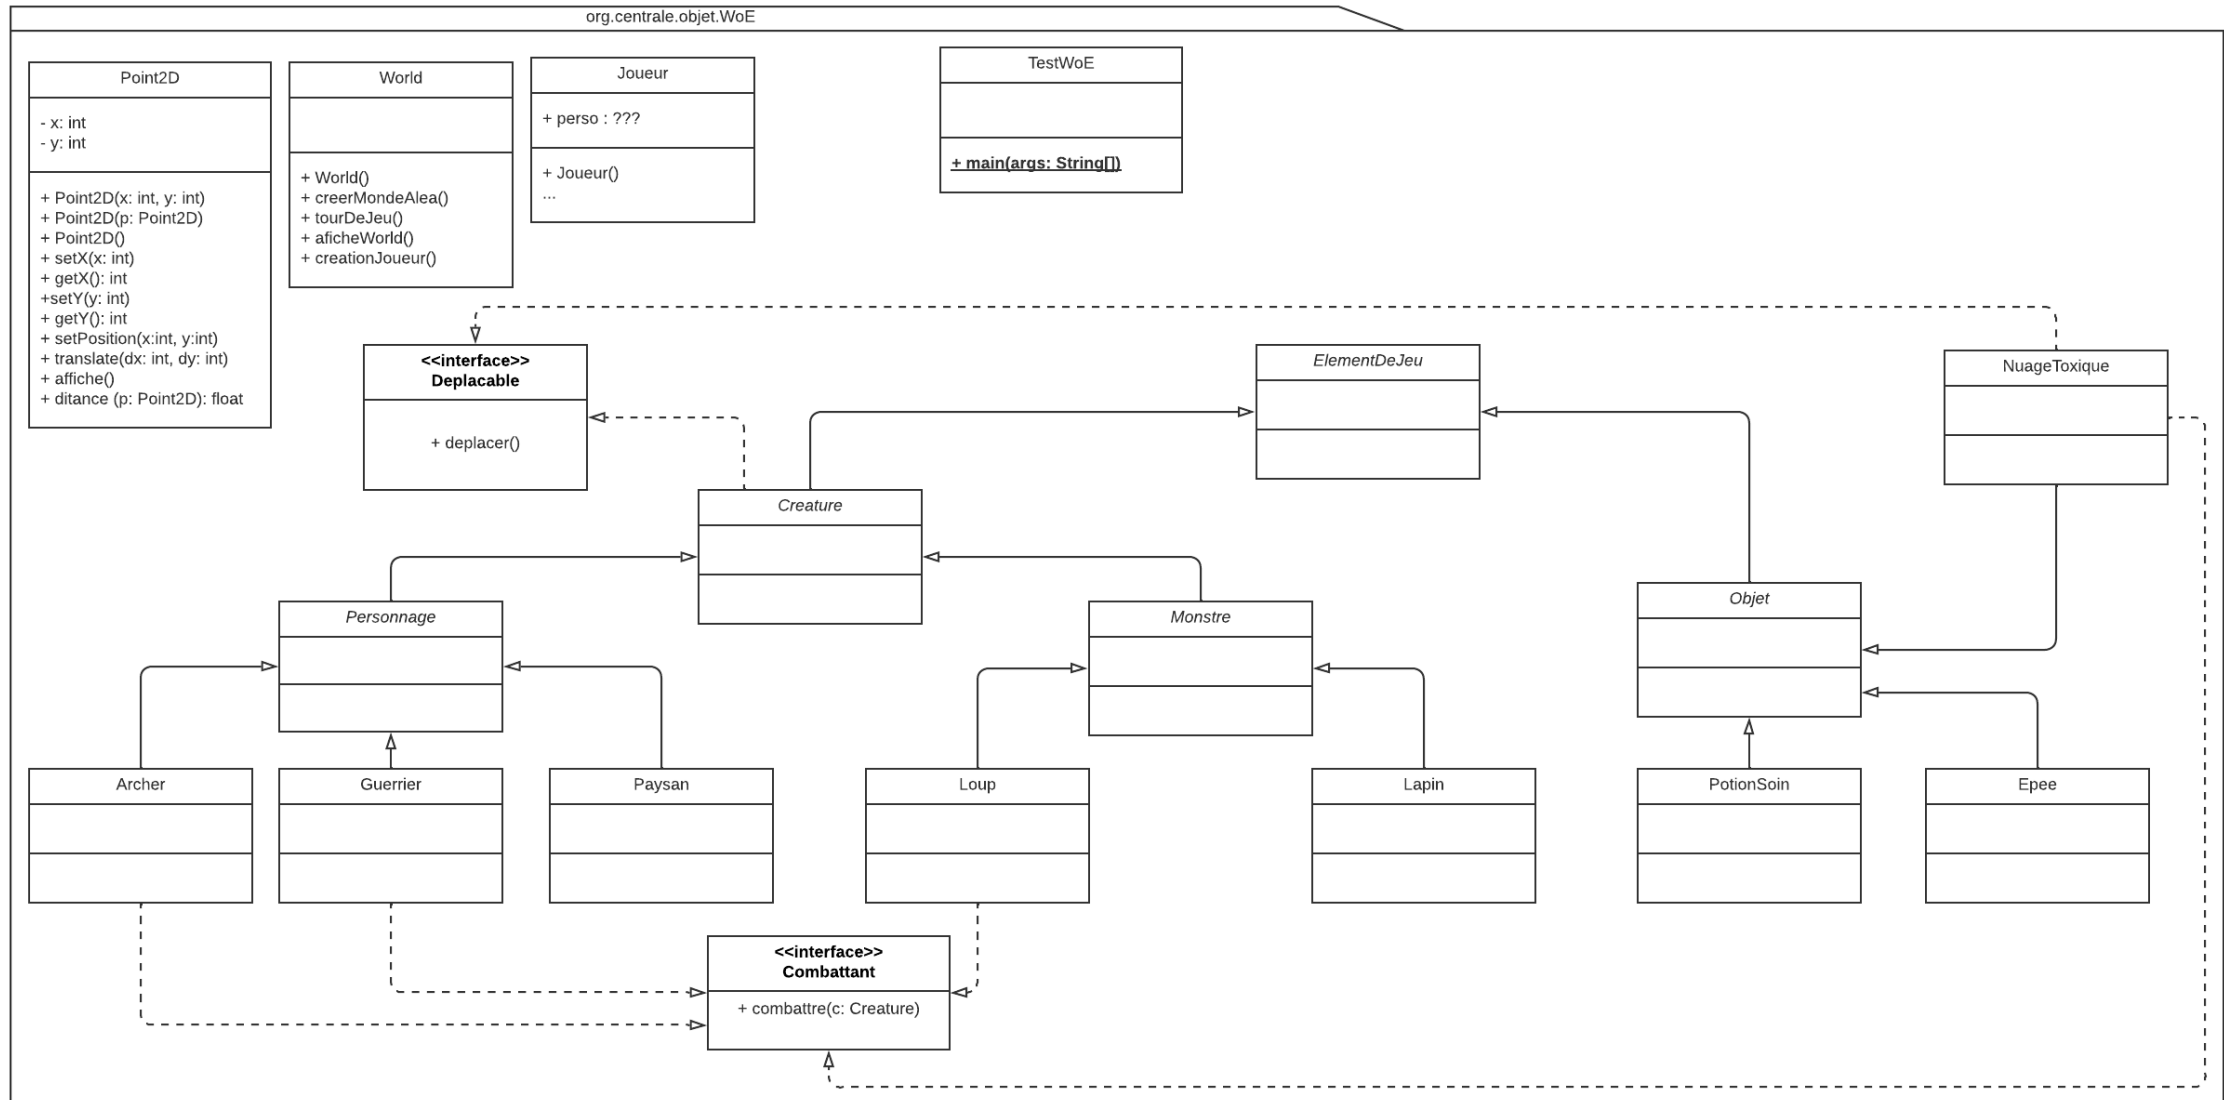 org.centrale.objet.WoE
Point2D
- x: int
- y: int
+ Point2D(x: int, y: int)
+ Point2D(p: Point2D)
+ Point2D()
+ setX(x: int)
+ getX(): int
+setY(y: int)
+ getY(): int
+ setPosition(x:int, y:int)
+ translate(dx: int, dy: int)
+ affiche()
+ ditance (p: Point2D): float
World
+ World()
+ creerMondeAlea()
+ tourDeJeu()
+ aficheWorld()
+ creationJoueur()
Joueur
+ perso : ???
+ Joueur()
...
TestWoE
+ main(args: String[])
<<interface>>
Deplacable
+ deplacer()
ElementDeJeu
NuageToxique
Creature
Personnage
Monstre
Objet
Archer
Guerrier
Paysan
Loup
Lapin
PotionSoin
Epee
<<interface>>
Combattant
+ combattre(c: Creature)